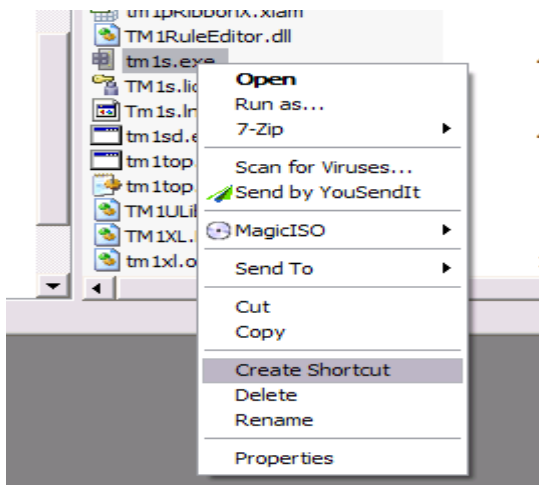 tm1pRibbonX.xlam
TM1RuleEditor.dll
tm1s.exe
TM1s.lic
Tm1s.ln
tm1sd.e
tm1top
tm1top
TM1ULi
TM1XL.
tm1xl.o
Open
Run as...
7-Zip
Scan for Viruses...
Send by YouSendIt
MagicISO
Send To
Cut
Copy
Create Shortcut
Delete
Rename
Properties